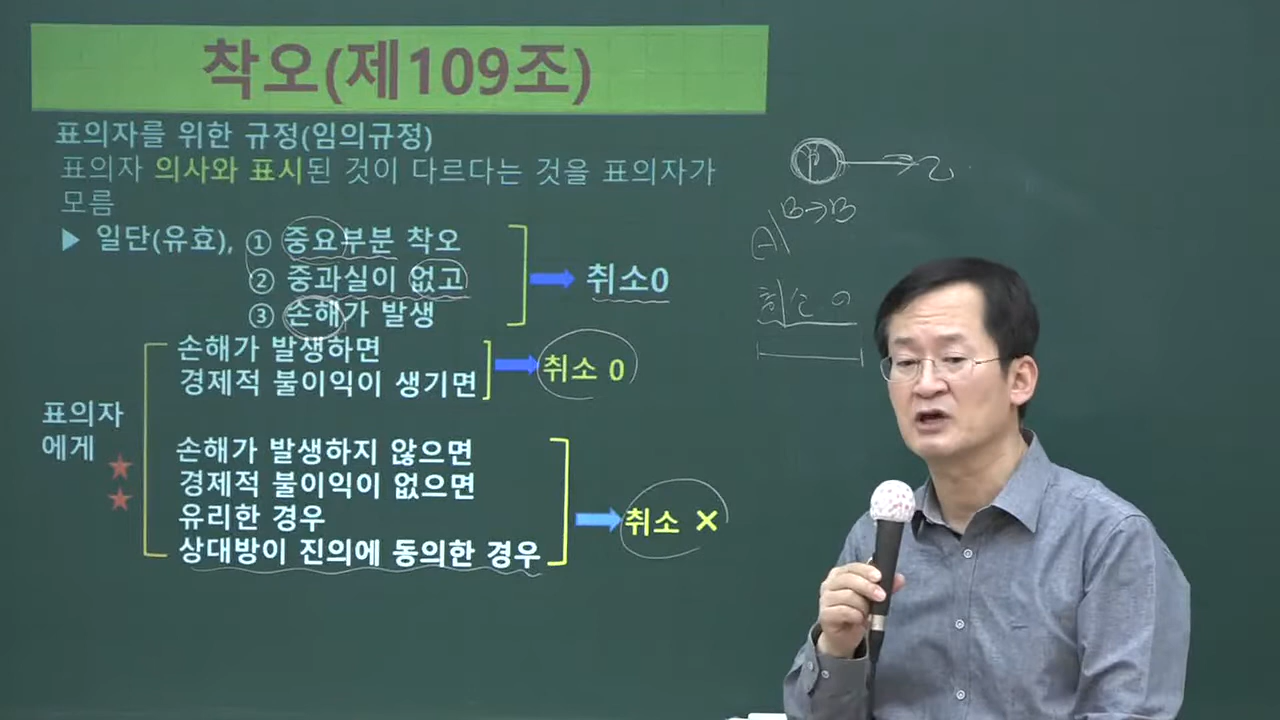 착오(제109조)
표의자를 위한 규정(임의규정)
표의자 의사와 표시된 것이 다르다는 것을 표의자가
모름
▶ 일단(유효), ① 중요부분 착오
② 중과실이 없고
③ 손해가 발생
취소0
손해가 발생하면
경제적 불이익이 생기면
취소 0
표의자
에게
★
★
손해가 발생하지 않으면
경제적 불이익이 없으면
유리한 경우
상대방이 진의에 동의한 경우
취소 ×
B→B
A
취소 0